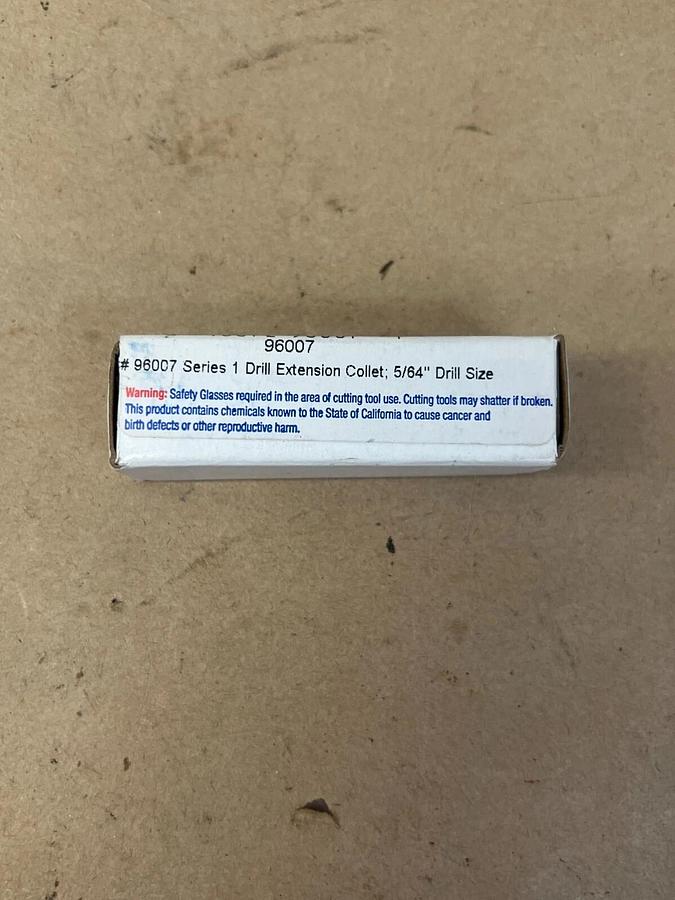 96007
# 96007 Series 1 Drill Extension Collet; 5/64" Drill Size
Warning: Safety Glasses required in the area of cutting tool use. Cutting tools may shatter if broken.
This product contains chemicals known to the State of California to cause cancer and
birth defects or other reproductive harm.